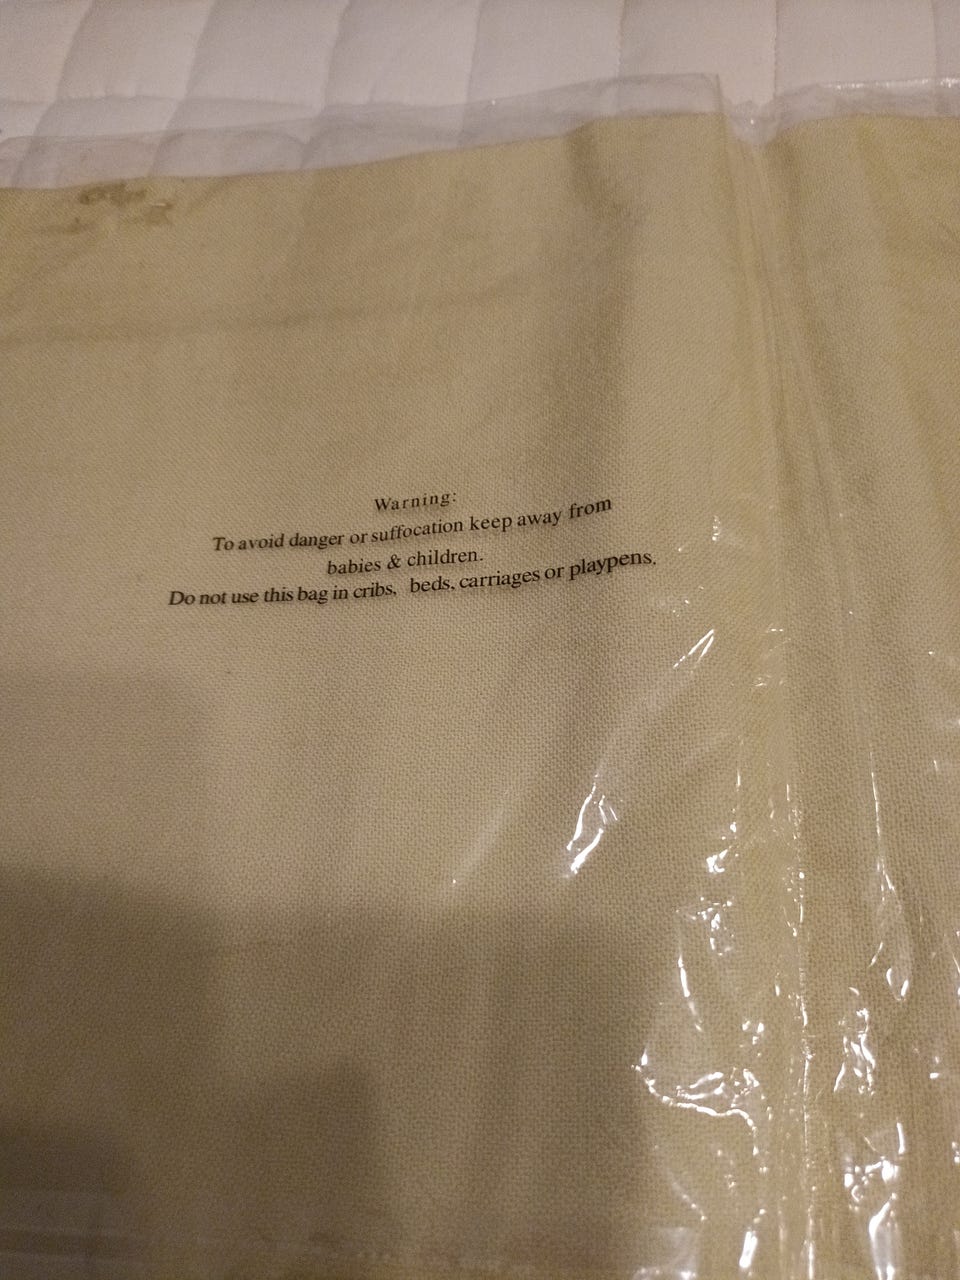 Warning:
To avoid danger or suffocation keep away from
babies & children.
Do not use this bag in cribs, beds, carriages or playpens.